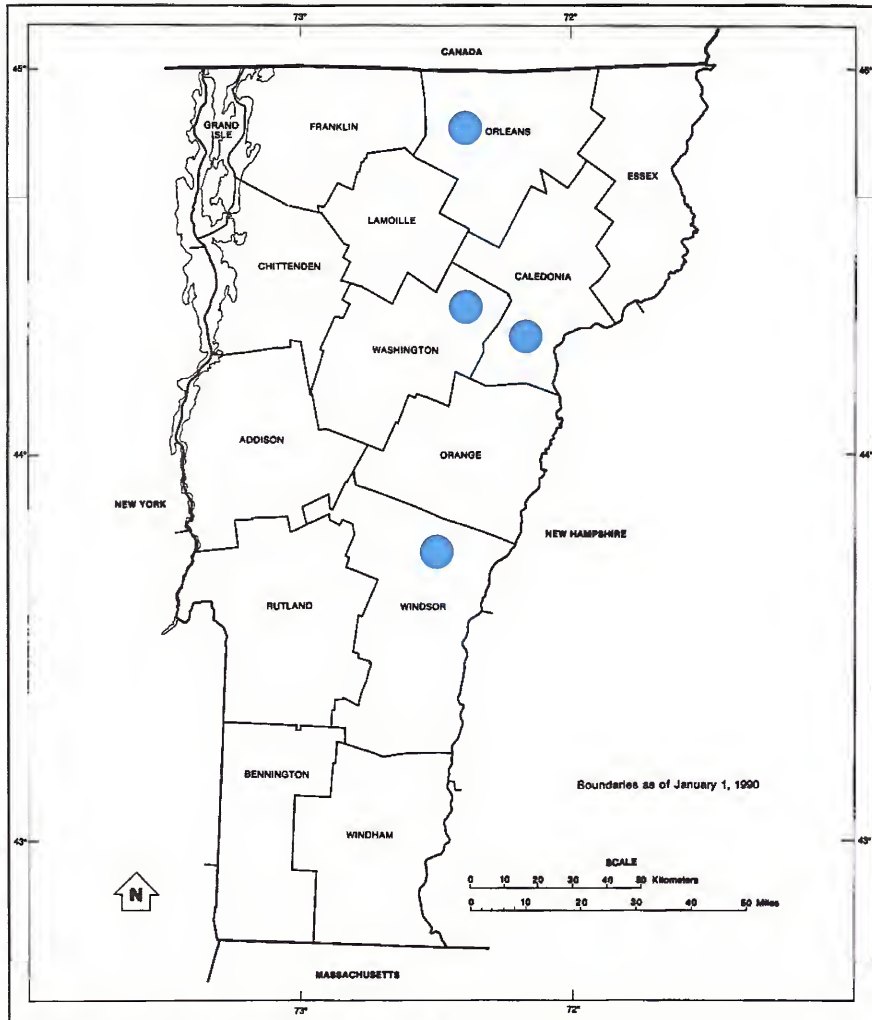 73°
72°
CANADA
45°
45°
GRAND
ISLE
FRANKLIN
ORLEANS
ESSEX
LAMOILLE
CHITTENDEN
CALEDONIA
WASHINGTON
ADDISON
ORANGE
44°
44°
NEW YORK
NEW HAMPSHIRE
RUTLAND
WINDSOR
BENNINGTON
Boundaries as of January 1, 1990
WINDHAM
43°
43°
SCALE
0 10 20 30 40 50 Kilometers
0 10 20 30 40 50 Miles
N
MASSACHUSETTS
73°
72°